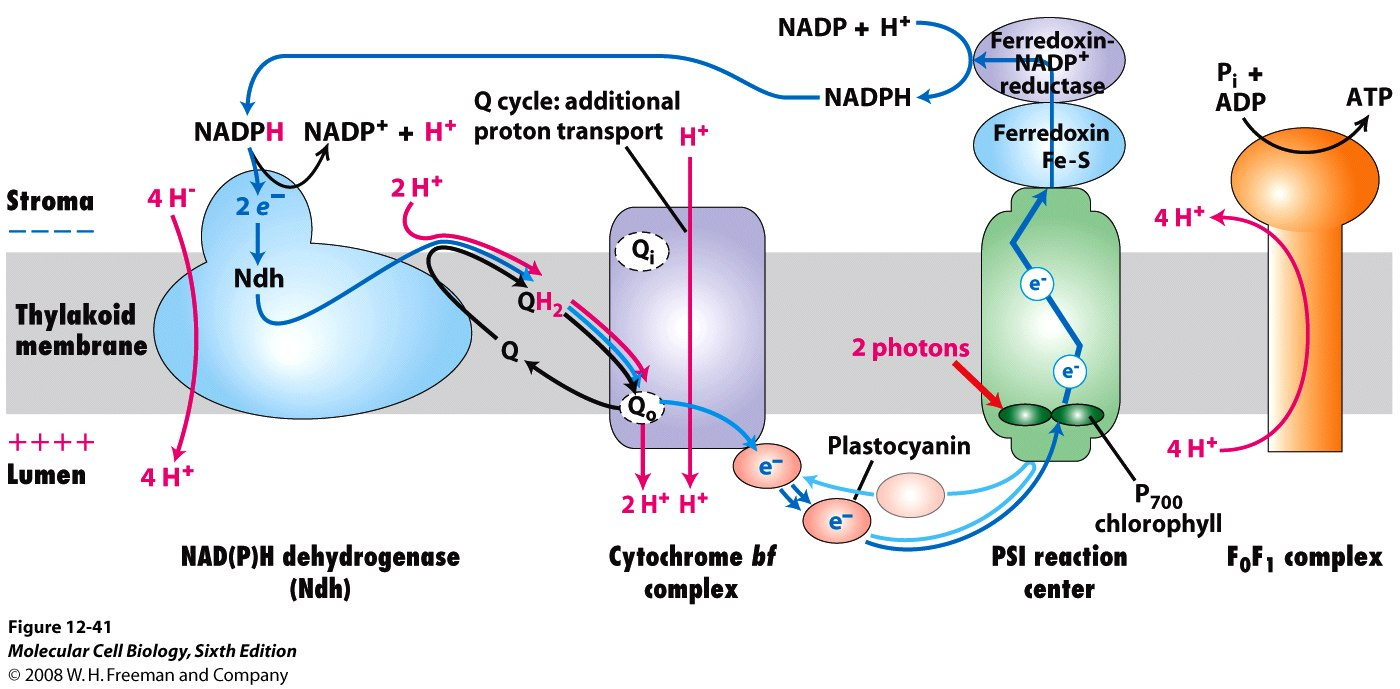 NADP + H⁺
Ferredoxin-
NADP⁺
reductase
NADPH
Pᵢ +
ADP
ATP
Q cycle: additional
proton transport
H⁺
NADPH
NADP⁺ + H⁺
Ferredoxin
Fe-S
Stroma
– – – –
4 H⁻
2 e⁻
2 H⁺
4 H⁺
Qᵢ
Ndh
e⁻
QH₂
Thylakoid
membrane
Q
2 photons
e⁻
Qₒ
++++
Lumen
4 H⁺
Plastocyanin
4 H⁺
e⁻
2 H⁺
H⁺
e⁻
P₇₀₀
chlorophyll
NAD(P)H dehydrogenase
(Ndh)
Cytochrome bf
complex
PSI reaction
center
F₀F₁ complex
Figure 12-41
Molecular Cell Biology, Sixth Edition
© 2008 W. H. Freeman and Company